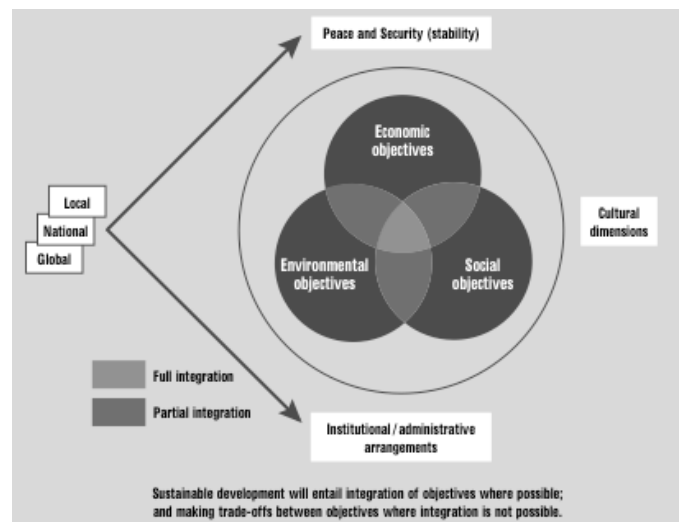 Peace and Security (stability)
Economic
objectives
Local
National
Global
Cultural
dimensions
Environmental
objectives
Social
objectives
Full integration
Partial integration
Institutional / administrative
arrangements
Sustainable development will entail integration of objectives where possible;
and making trade-offs between objectives where integration is not possible.